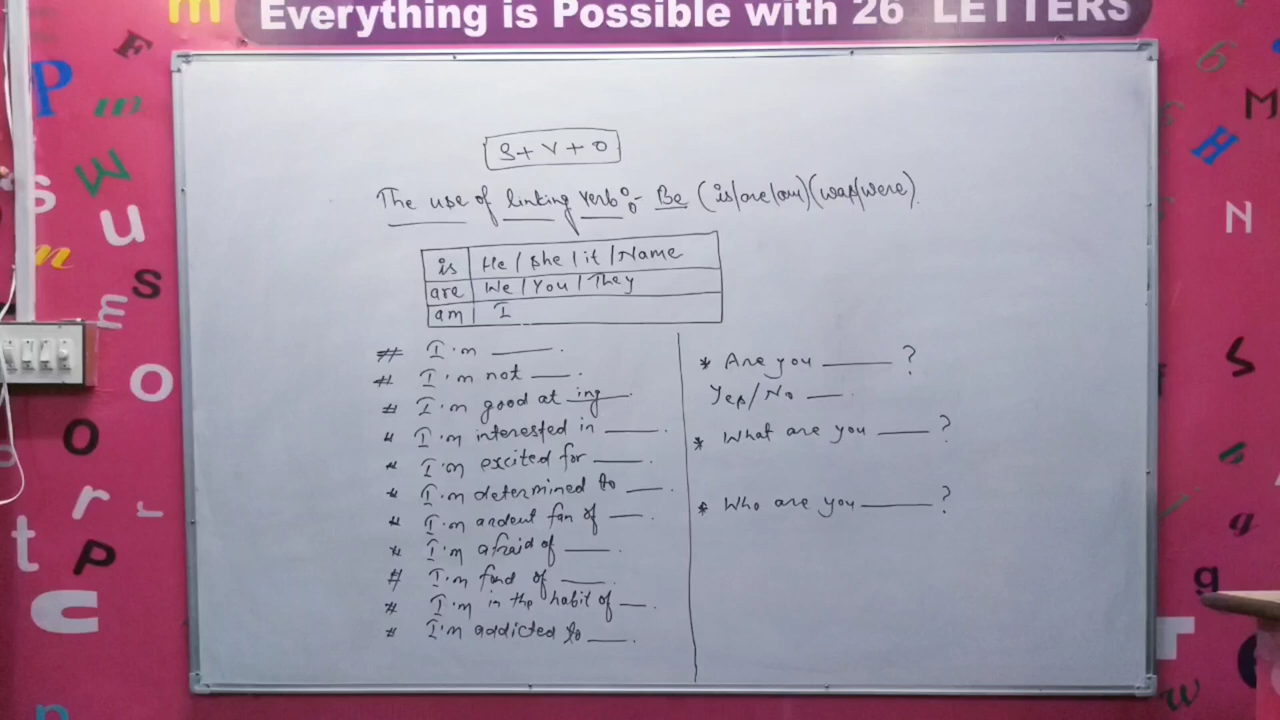 Everything is Possible with 26 LETTERS
S + V + O
The use of linking verb :- Be (is/are/am)(was/were).
is | He / she / it / Name
are | We / You / They
am | I
# I'm ____.
# I'm not ____.
# I'm good at __ing__.
# I'm interested in ____.
* I'm excited for ____.
* I'm determined to ____.
* I'm ardent fan of ____.
* I'm afraid of ____.
# I'm fond of ____.
* I'm in the habit of ____.
* I'm addicted to ____.
* Are you ____ ?
Yes/No ____.
* What are you ____ ?
* Who are you ____ ?